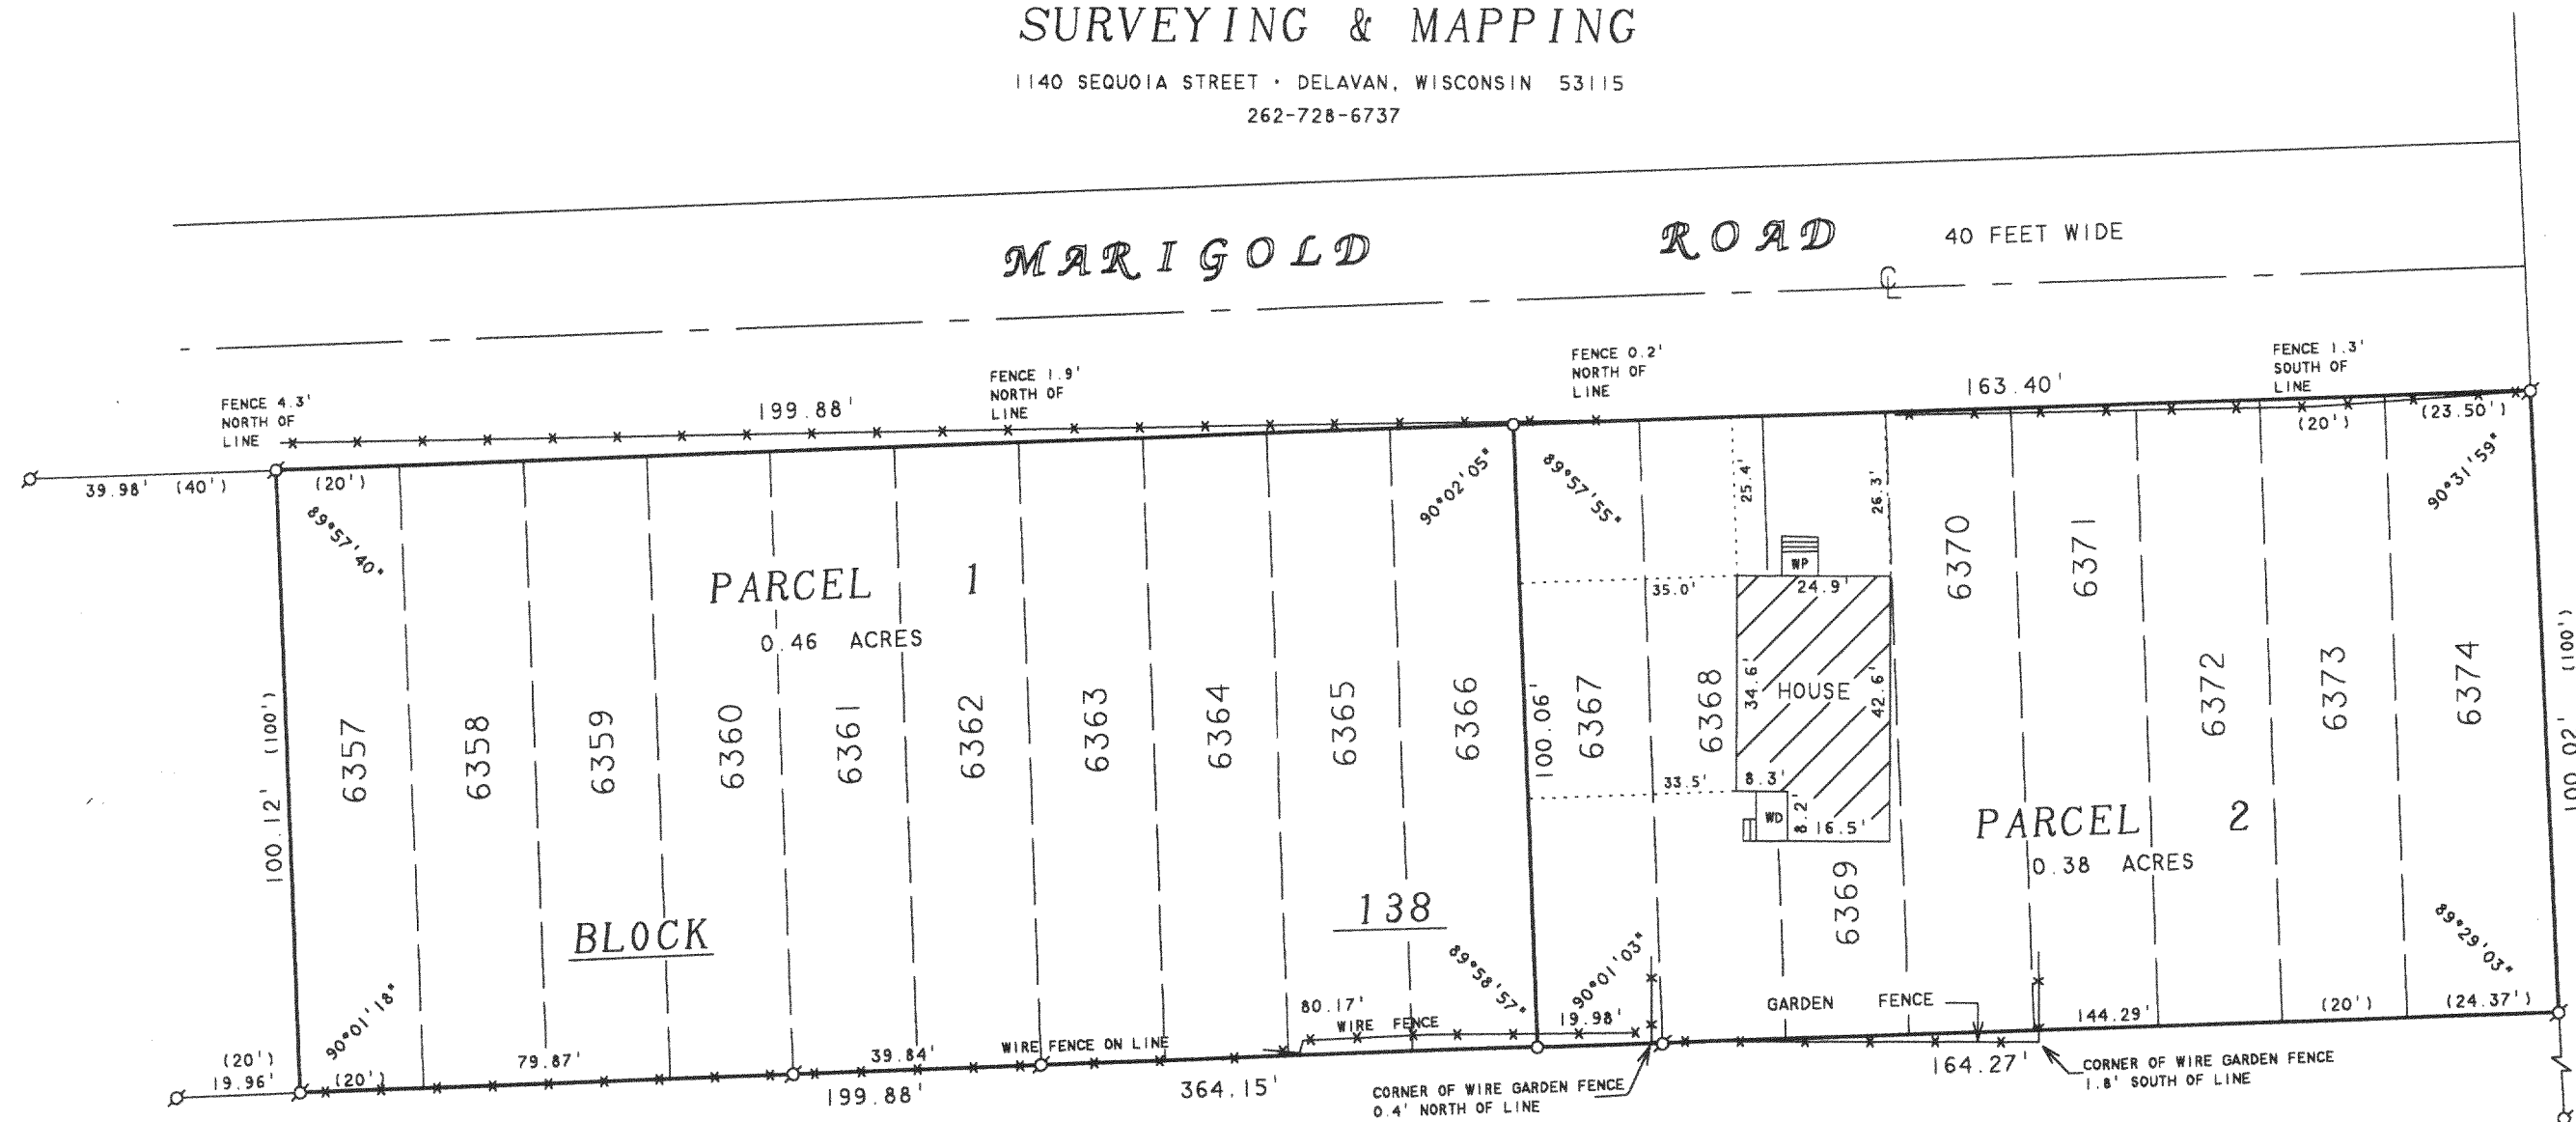 SURVEYING & MAPPING
1140 SEQUOIA STREET • DELAVAN, WISCONSIN 53115
262-728-6737
MARIGOLD ROAD 40 FEET WIDE
℄
FENCE 4.3'
NORTH OF
LINE
199.88'
FENCE 1.9'
NORTH OF
LINE
FENCE 0.2'
NORTH OF
LINE
163.40'
FENCE 1.3'
SOUTH OF
LINE
39.98' (40')
(20')
(20')
(23.50')
89°57'40"
90°02'05"
89°57'55"
25.4'
26.3'
90°31'59"
PARCEL 1
0.46 ACRES
WP
35.0'
24.9'
34.6'
HOUSE
42.6'
33.5'
8.3'
WD
8.2'
16.5'
100.12' (100')
6357
6358
6359
6360
6361
6362
6363
6364
6365
6366
100.06'
6367
6368
6369
6370
6371
6372
6373
6374
100.02' (100')
PARCEL 2
0.38 ACRES
BLOCK 138
90°01'18"
89°58'57"
90°01'03"
89°29'03"
(20')
19.96'
(20')
79.87'
39.84'
WIRE FENCE ON LINE
80.17'
WIRE FENCE
19.98'
GARDEN FENCE
144.29'
(20')
(24.37')
199.88'
364.15'
164.27'
CORNER OF WIRE GARDEN FENCE
0.4' NORTH OF LINE
CORNER OF WIRE GARDEN FENCE
1.8' SOUTH OF LINE